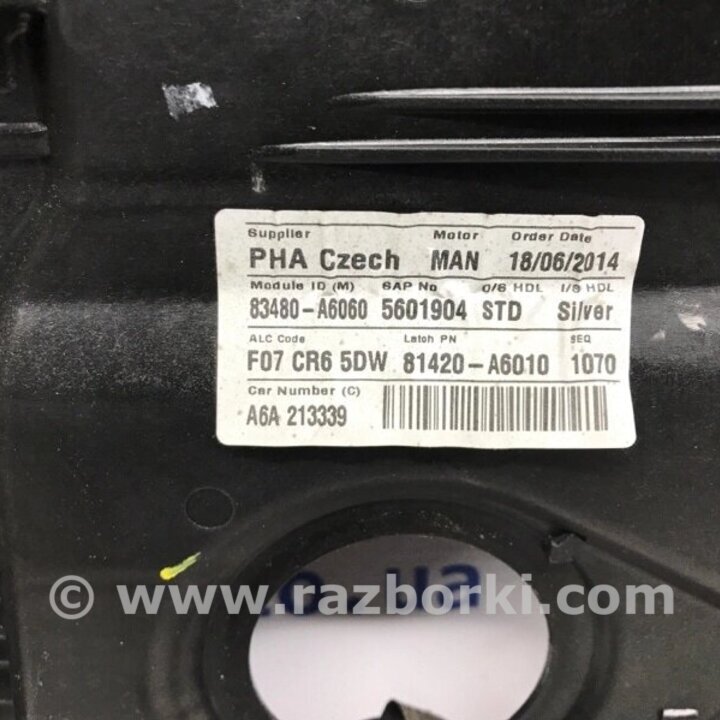 Supplier Motor Order Date
PHA Czech MAN 18/06/2014
Module ID (M) SAP No O/S HDL I/S HDL
83480-A6060 5601904 STD Silver
ALC Code Latch PN SEQ
F07 CR6 5DW 81420-A6010 1070
Car Number (C)
A6A 213339
© www.razborki.com